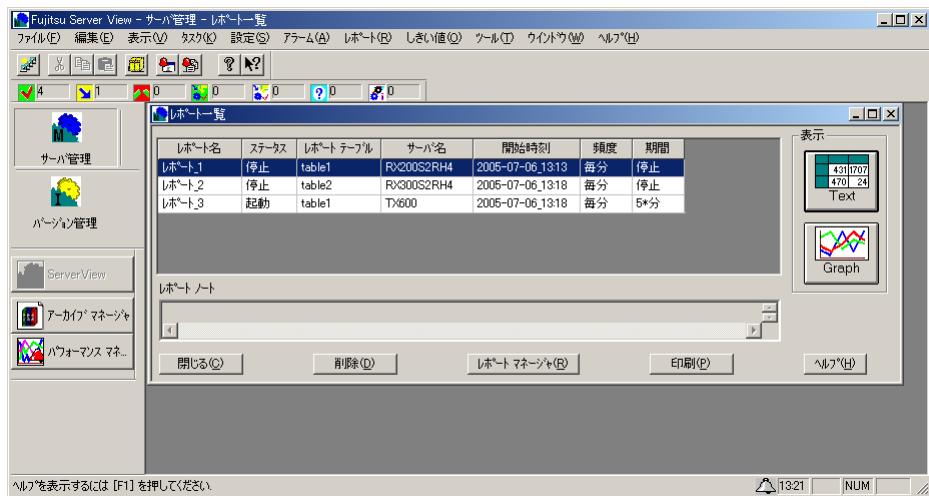 Fujitsu Server View - サーバ管理 - レポート一覧
ファイル(F) 編集(E) 表示(V) タスク(K) 設定(S) アラーム(A) レポート(R) しきい値(O) ツール(T) ウインドウ(W) ヘルプ(H)
4 1 0 0 0 0 0
サーバ管理
バージョン管理
ServerView
アーカイブ マネージャ
パフォーマンス マネ...
レポート一覧
レポート名 ステータス レポート テーブル サーバ名 開始時刻 頻度 期間
レポート_1 停止 table1 RX200S2RH4 2005-07-06_13:13 毎分 停止
レポート_2 停止 table2 RX300S2RH4 2005-07-06_13:18 毎分 停止
レポート_3 起動 table1 TX600 2005-07-06_13:18 毎分 5*分
表示
431 1707
470 24
Text
Graph
レポート ノート
閉じる(C) 削除(D) レポート マネージャ(R) 印刷(P) ヘルプ(H)
ヘルプを表示するには [F1] を押してください. 13:21 NUM